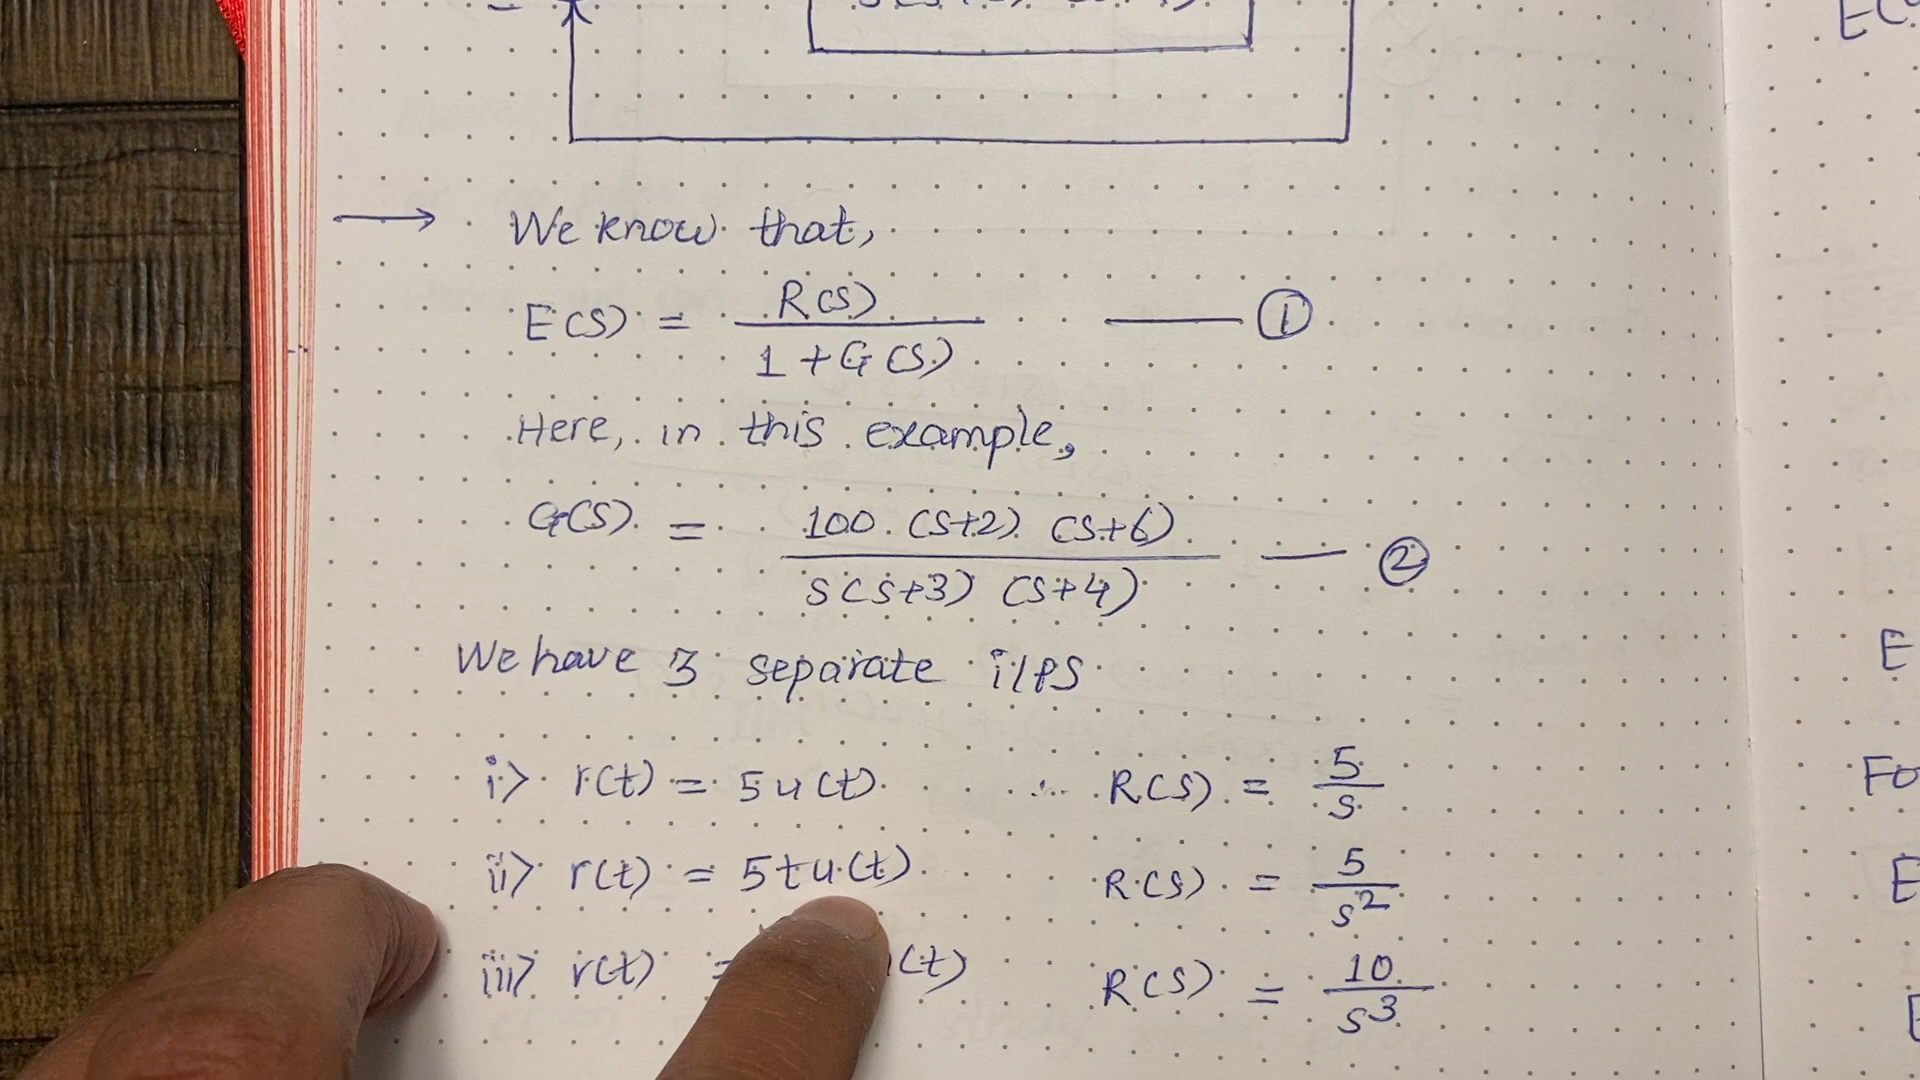 We know that,
E(S) = R(S) / 1 + G(S) —— ①
Here, in this example,
G(S) = 100 (S+2) (S+6) / S(S+3) (S+4) — ②
We have 3 separate i/PS
i> r(t) = 5u(t) R(S) = 5/S
ii> r(t) = 5tu(t) R(S) = 5/S²
iii> r(t) = (t) R(S) = 10/S³
E
Fo
E